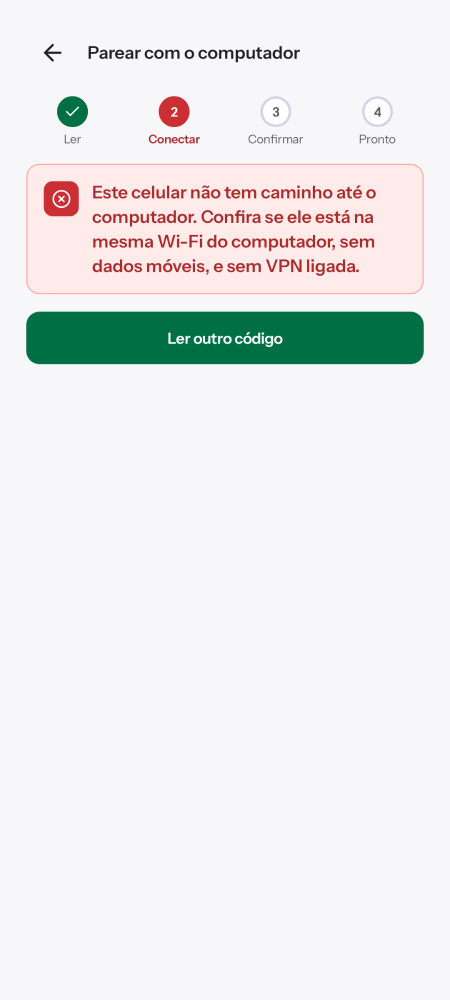 Parear com o computador
2
3
4
Ler
Conectar
Confirmar
Pronto
Este celular não tem caminho até o
computador. Confira se ele está na
mesma Wi-Fi do computador, sem
dados móveis, e sem VPN ligada.
Ler outro código